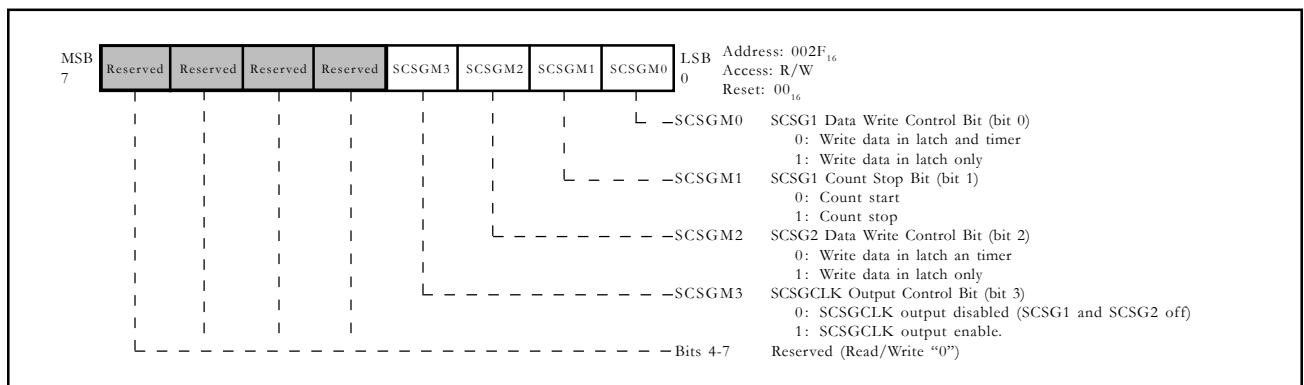 MSB 7 Reserved Reserved Reserved Reserved SCSGM3 SCSGM2 SCSGM1 SCSGM0 LSB 0
Address: 002F16
Access: R/W
Reset: 0016
SCSGM0 SCSG1 Data Write Control Bit (bit 0)
0: Write data in latch and timer
1: Write data in latch only
SCSGM1 SCSG1 Count Stop Bit (bit 1)
0: Count start
1: Count stop
SCSGM2 SCSG2 Data Write Control Bit (bit 2)
0: Write data in latch an timer
1: Write data in latch only
SCSGM3 SCSGCLK Output Control Bit (bit 3)
0: SCSGCLK output disabled (SCSG1 and SCSG2 off)
1: SCSGCLK output enable.
Bits 4-7 Reserved (Read/Write “0”)